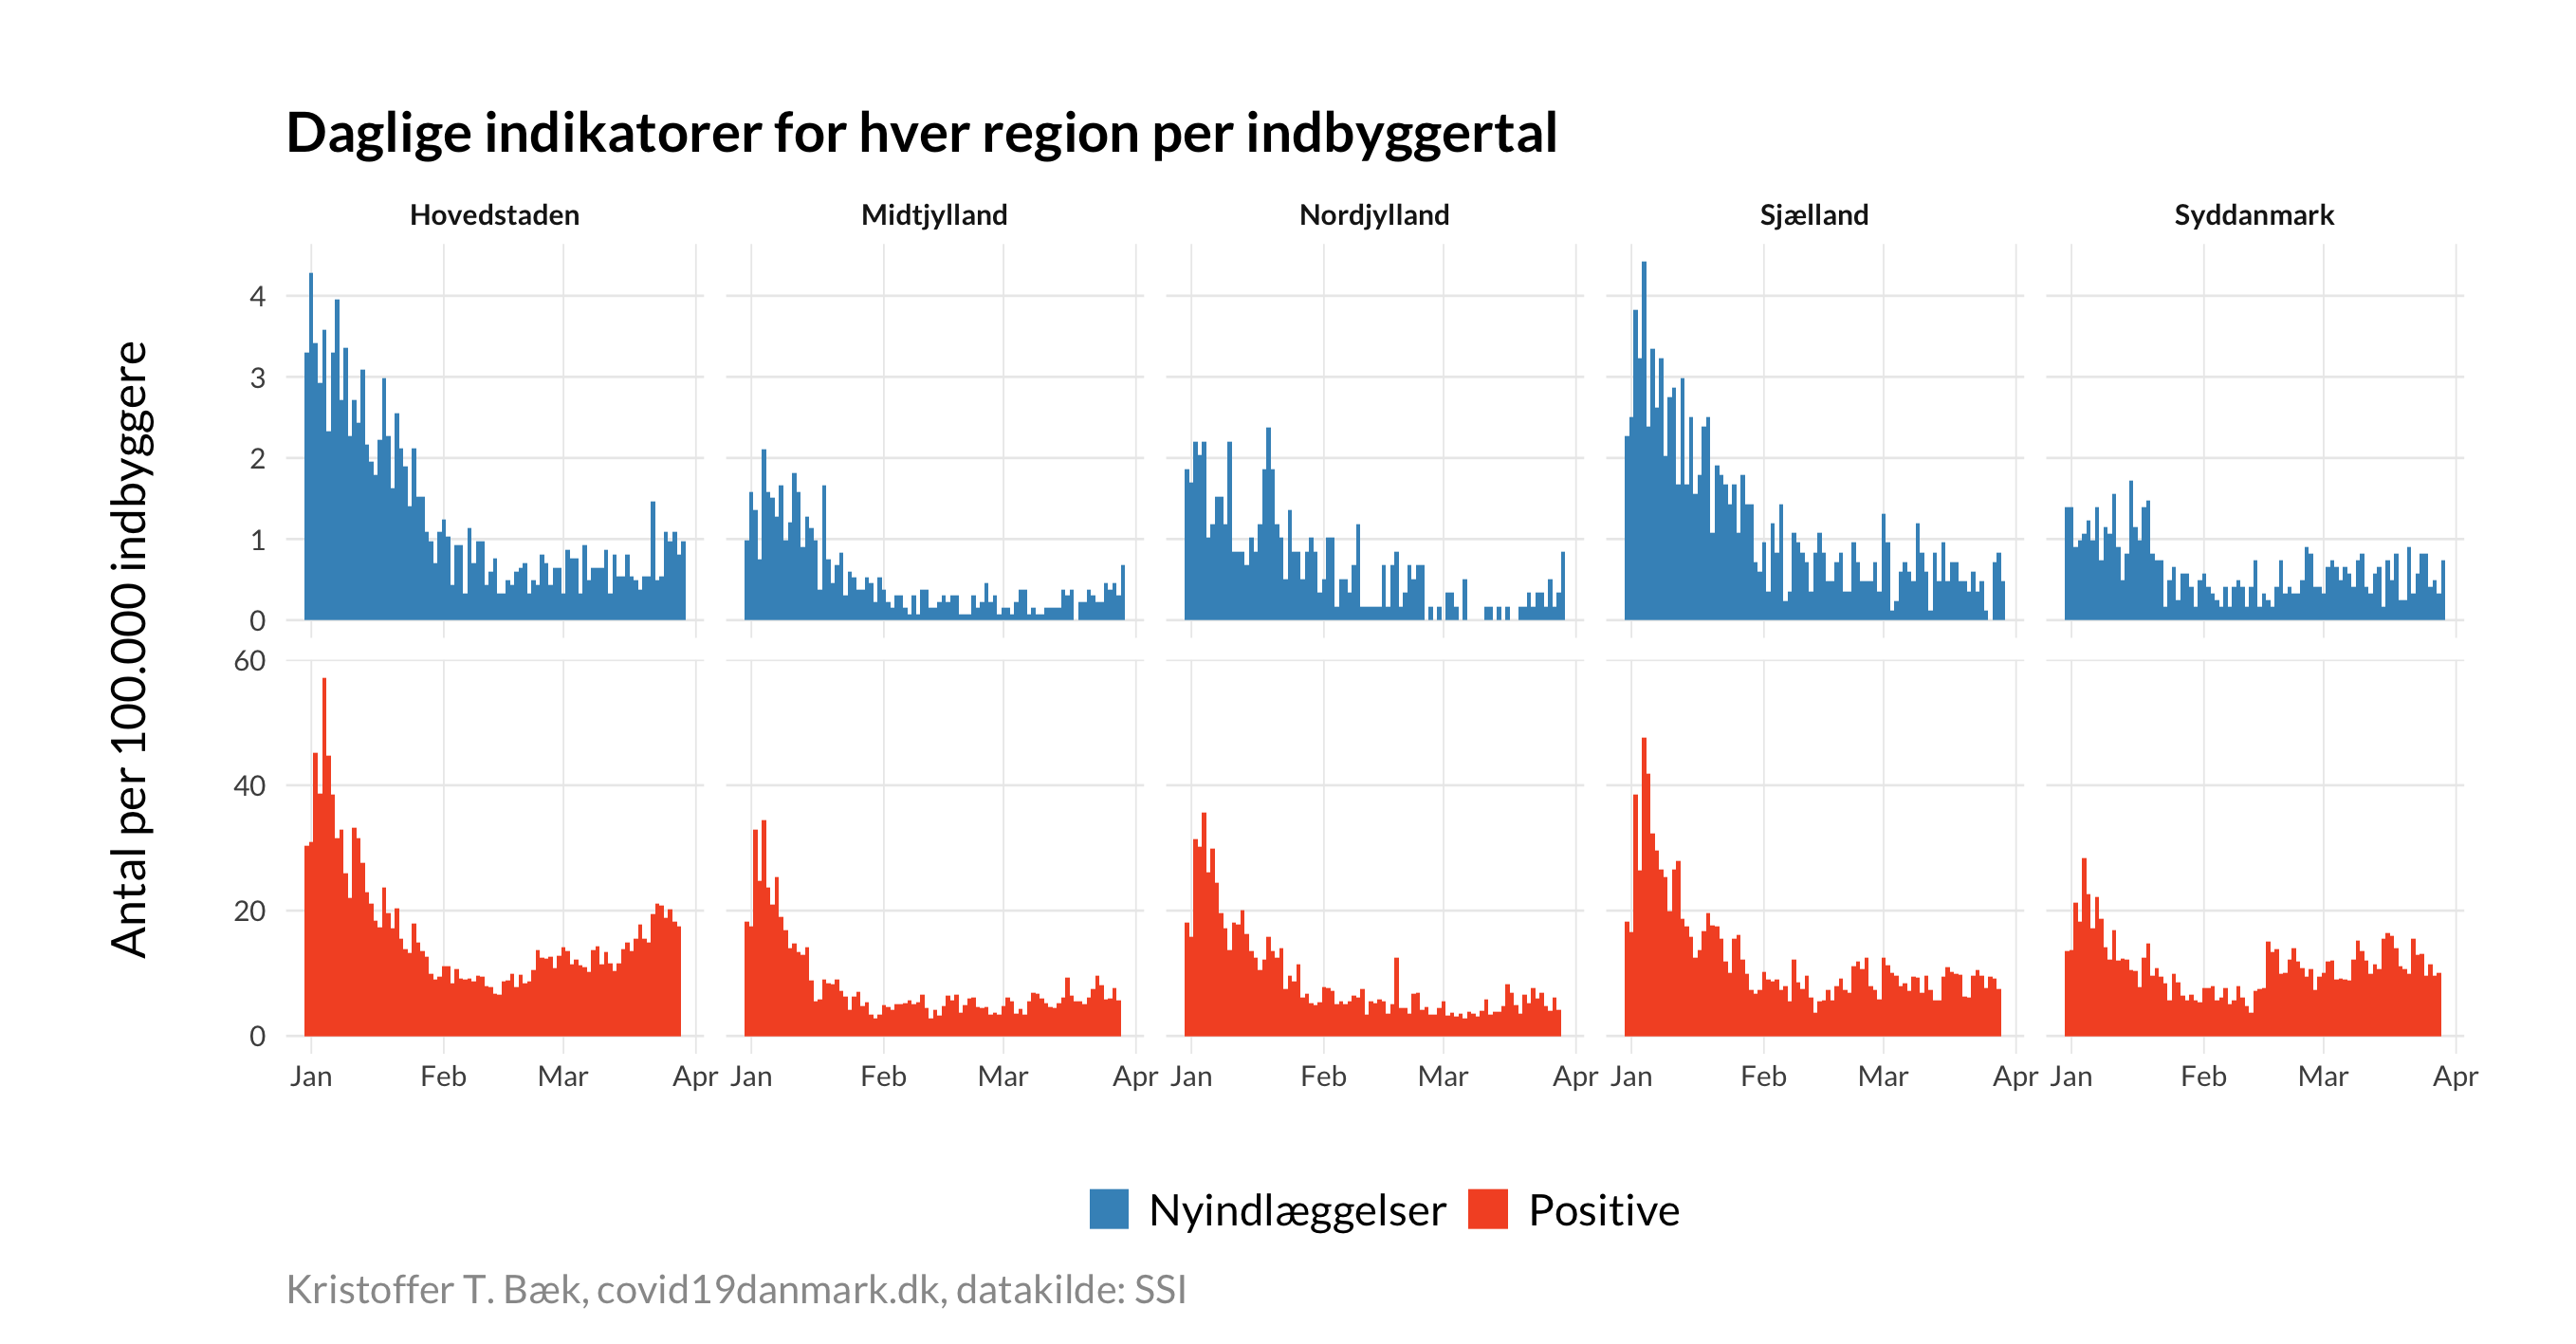 Daglige indikatorer for hver region per indbyggertal
Hovedstaden Midtjylland Nordjylland Sjælland Syddanmark
Antal per 100.000 indbyggere
4
3
2
1
0
60
40
20
0
Jan Feb Mar Apr Jan Feb Mar Apr Jan Feb Mar Apr Jan Feb Mar Apr Jan Feb Mar Apr
Nyindlæggelser Positive
Kristoffer T. Bæk, covid19danmark.dk, datakilde: SSI